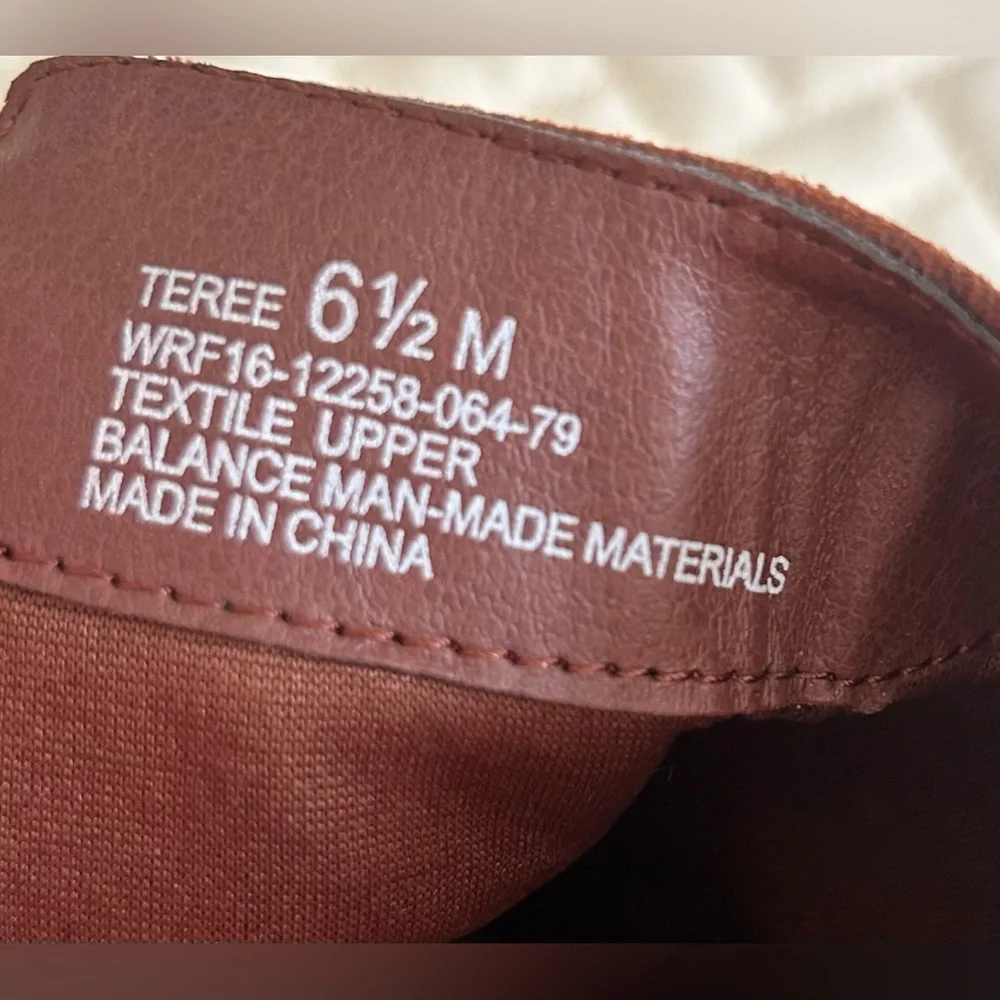 TEREE 6½ M
WRF16-12258-064-79
TEXTILE UPPER
BALANCE MAN-MADE MATERIALS
MADE IN CHINA